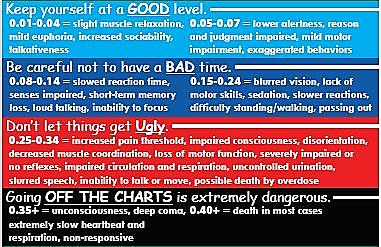 Keep yourself at a GOOD level.
0.01-0.04 = slight muscle relaxation, mild euphoria, increased sociability, talkativeness
0.05-0.07 = lower alertness, reason and judgment impaired, mild motor impairment, exaggerated behaviors
Be careful not to have a BAD time.
0.08-0.14 = slowed reaction time, senses impaired, short-term memory loss, loud talking, inability to focus
0.15-0.24 = blurred vision, lack of motor skills, sedation, slower reactions, difficulty standing/walking, passing out
Don't let things get Ugly.
0.25-0.34 = increased pain threshold, impaired consciousness, disorientation,
decreased muscle coordination, loss of motor function, severely impaired or
no reflexes, impaired circulation and respiration, uncontrolled urination,
slurred speech, inability to talk or move, possible death by overdose
Going OFF THE CHARTS is extremely dangerous.
0.35+ = unconsciousness, deep coma, extremely slow heartbeat and respiration, non-responsive
0.40+ = death in most cases